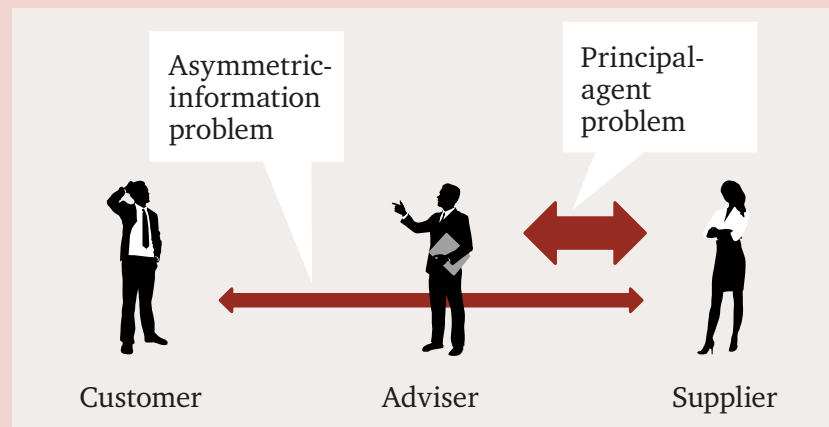 Asymmetric-
information
problem
Principal-
agent
problem
Customer
Adviser
Supplier